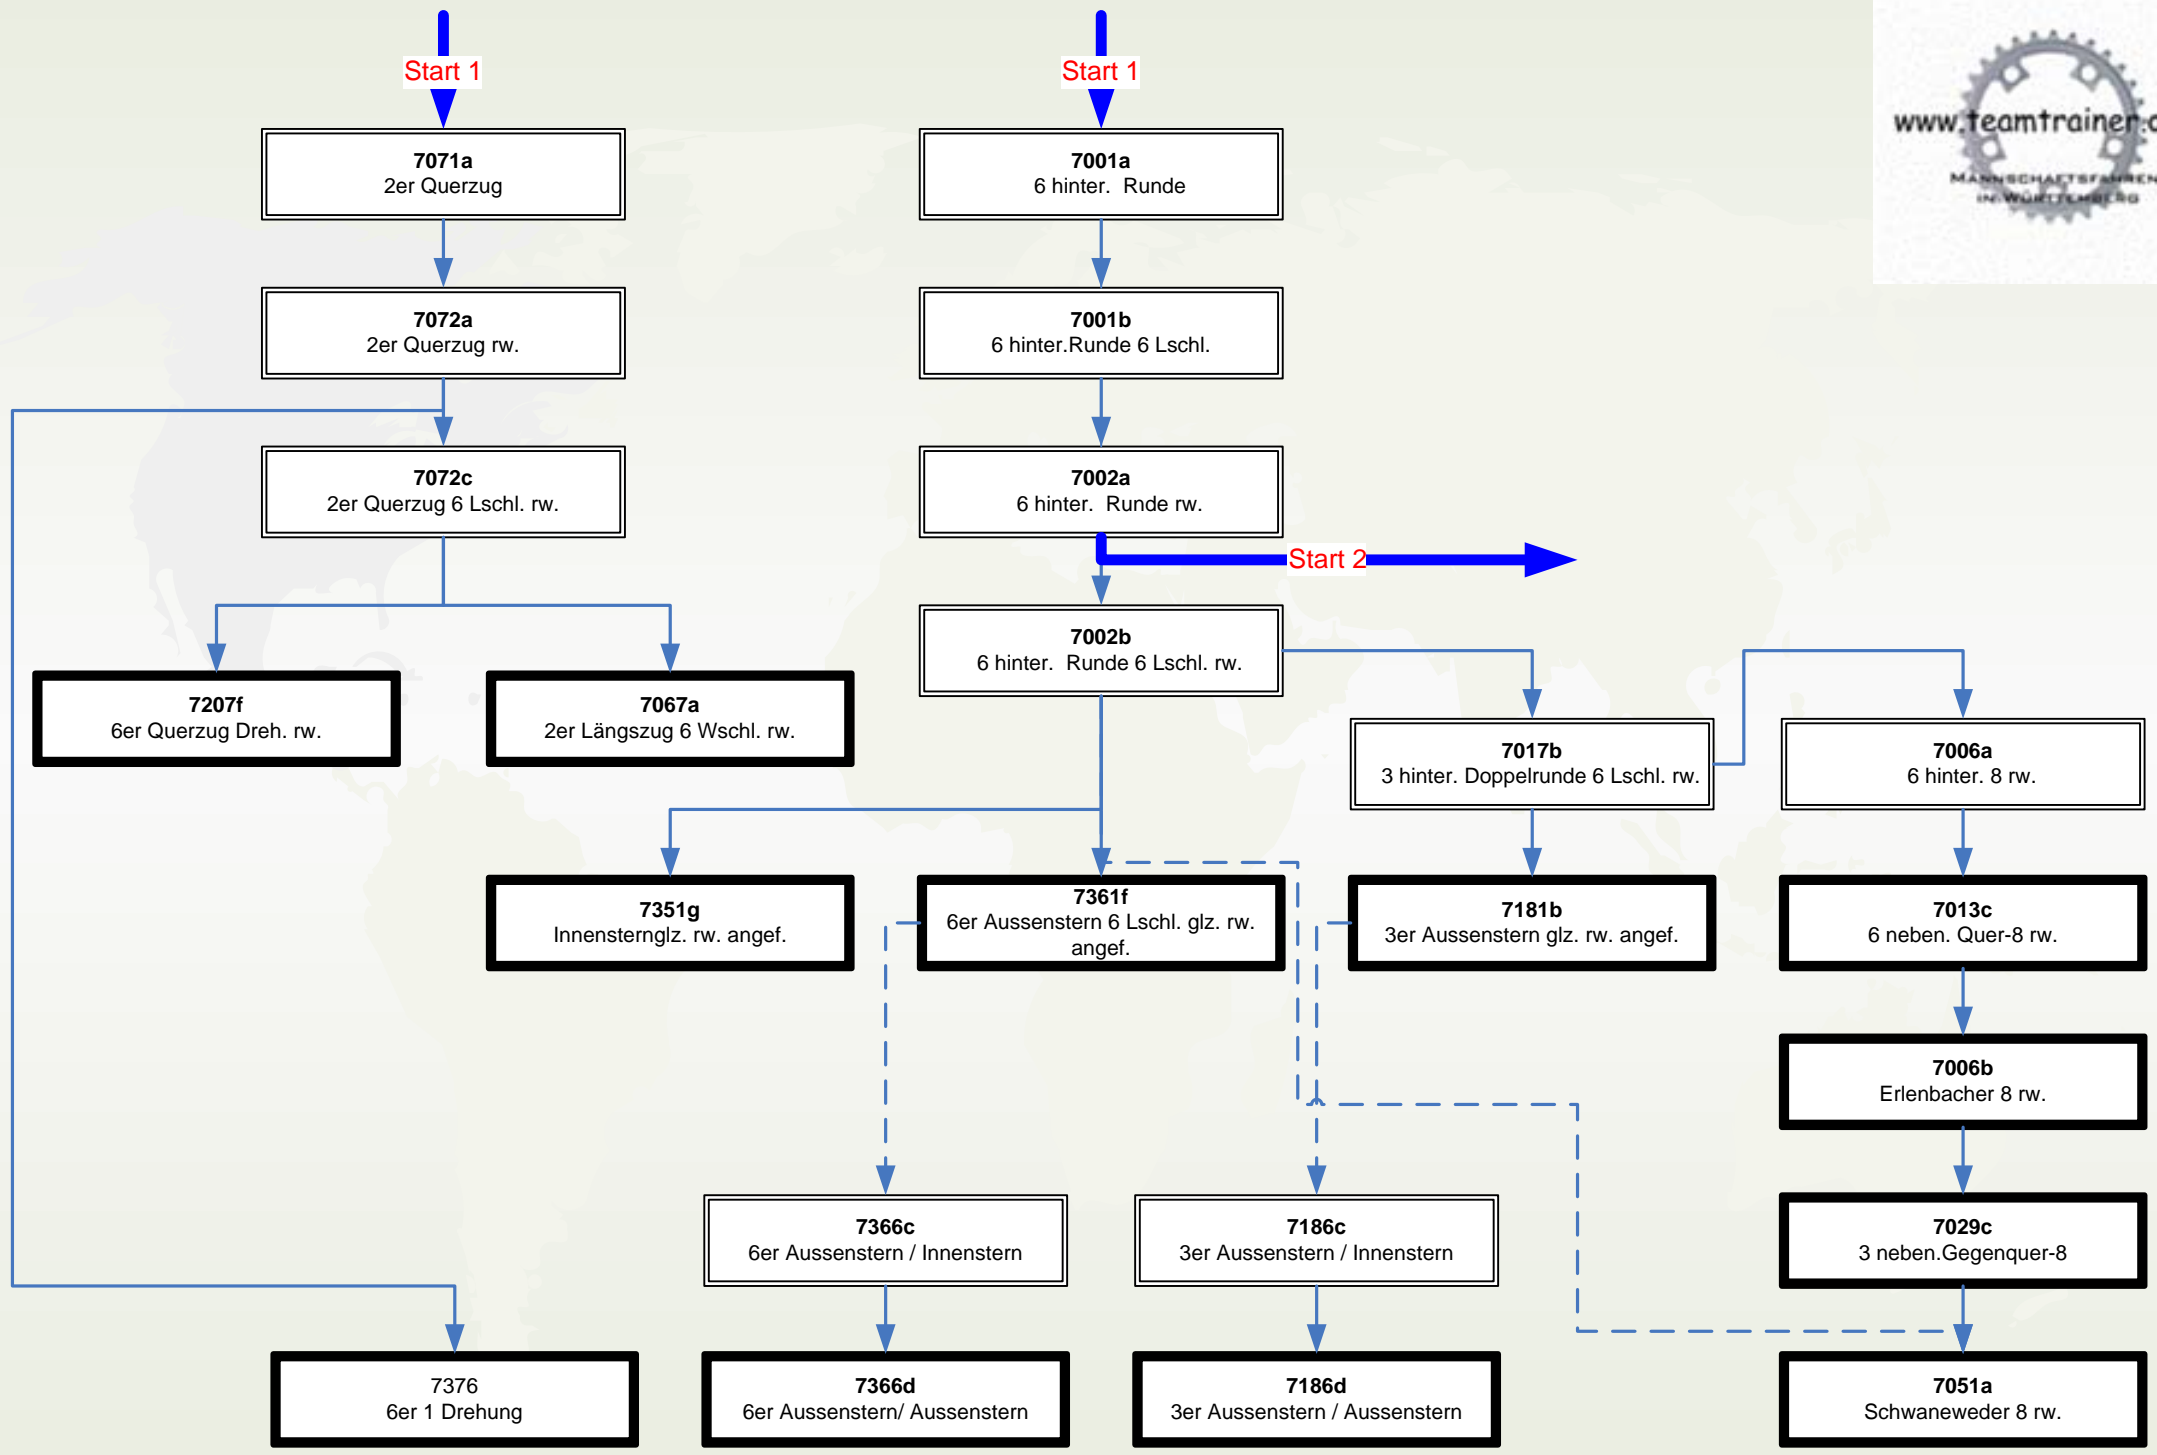 Start 1
Start 1
www.teamtrainer.
MANNSCHAFTSFAHREN
IN WÜRTTEMBERG
7071a
2er Querzug
7001a
6 hinter. Runde
7072a
2er Querzug rw.
7001b
6 hinter.Runde 6 Lschl.
7072c
2er Querzug 6 Lschl. rw.
7002a
6 hinter. Runde rw.
Start 2
7002b
6 hinter. Runde 6 Lschl. rw.
7207f
6er Querzug Dreh. rw.
7067a
2er Längszug 6 Wschl. rw.
7017b
3 hinter. Doppelrunde 6 Lschl. rw.
7006a
6 hinter. 8 rw.
7351g
Innensternglz. rw. angef.
7361f
6er Aussenstern 6 Lschl. glz. rw.
angef.
7181b
3er Aussenstern glz. rw. angef.
7013c
6 neben. Quer-8 rw.
7006b
Erlenbacher 8 rw.
7366c
6er Aussenstern / Innenstern
7186c
3er Aussenstern / Innenstern
7029c
3 neben.Gegenquer-8
7376
6er 1 Drehung
7366d
6er Aussenstern/ Aussenstern
7186d
3er Aussenstern / Aussenstern
7051a
Schwaneweder 8 rw.